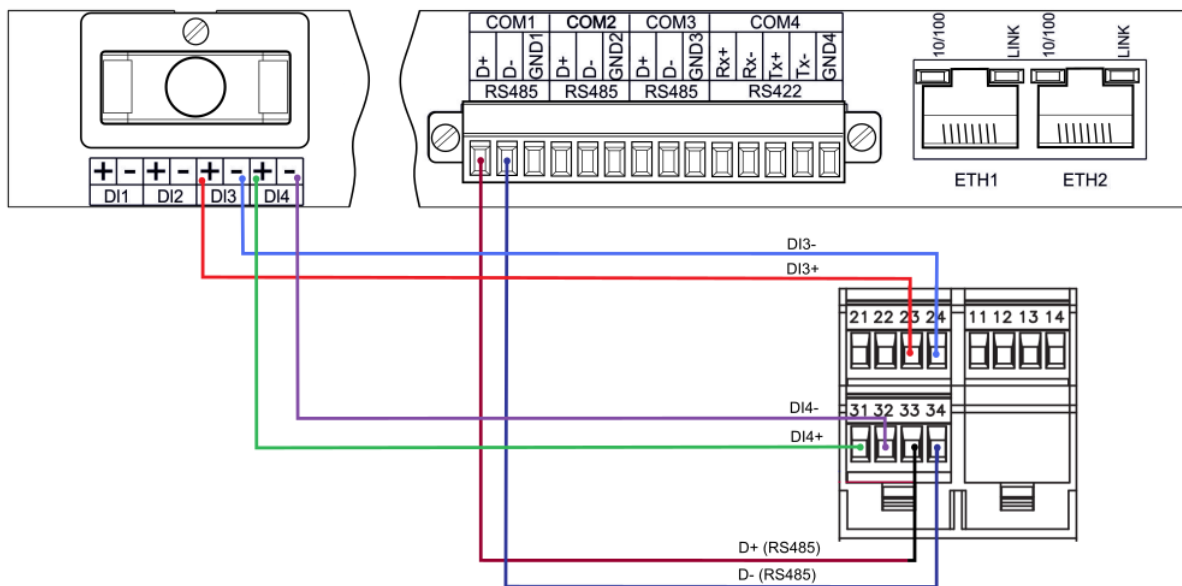 COM1 COM2 COM3 COM4
D+ D- GND1 D+ D- GND2 D+ D- GND3 Rx+ Rx- Tx+ Tx- GND4
RS485 RS485 RS485 RS422
10/100 LINK 10/100 LINK
ETH1 ETH2
+ - + - + - + -
DI1 DI2 DI3 DI4
DI3-
DI3+
21 22 23 24 11 12 13 14
DI4-
DI4+
31 32 33 34
D+ (RS485)
D- (RS485)